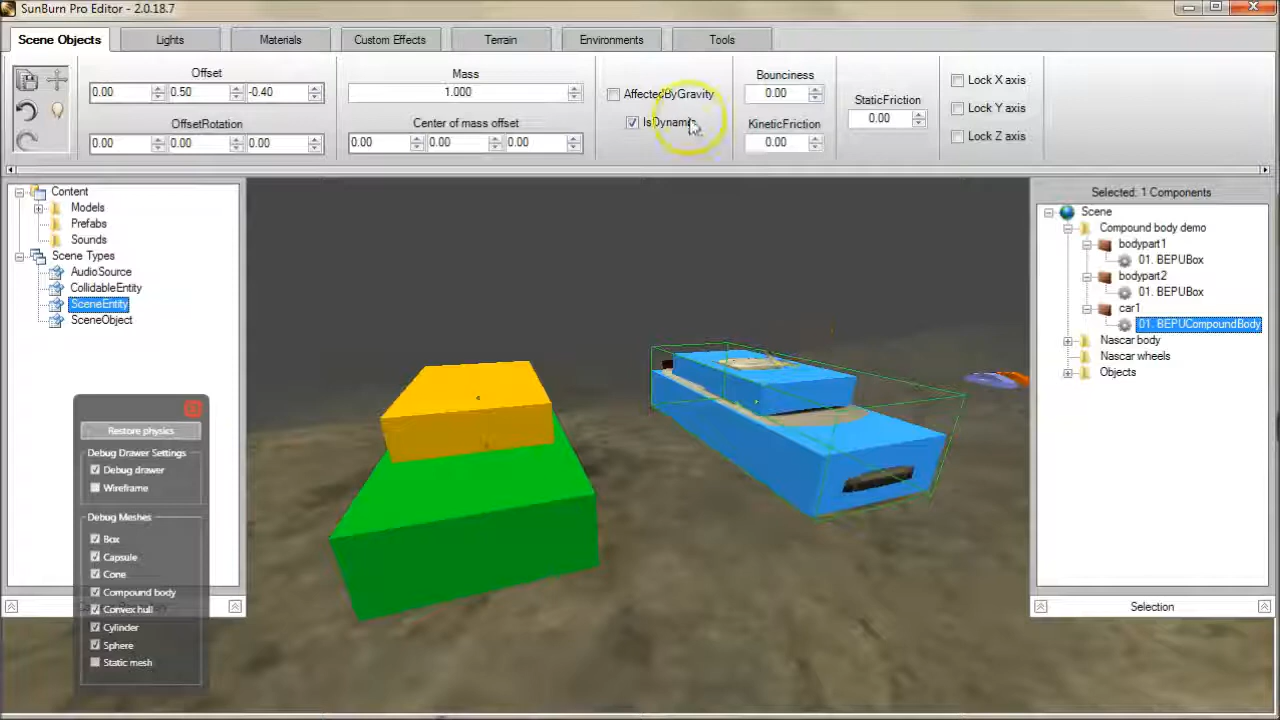 SunBurn Pro Editor - 2.0.18.7
Scene Objects
Lights
Materials
Custom Effects
Terrain
Environments
Tools
Offset
0.00
0.50
-0.40
OffsetRotation
0.00
0.00
0.00
Mass
1.000
Center of mass offset
0.00
0.00
0.00
AffectedByGravity
IsDynamic
Bounciness
0.00
KineticFriction
0.00
StaticFriction
0.00
Lock X axis
Lock Y axis
Lock Z axis
Content
Models
Prefabs
Sounds
Scene Types
AudioSource
CollidableEntity
SceneEntity
SceneObject
Restore physics
Debug Drawer Settings
Debug drawer
Wireframe
Debug Meshes
Box
Capsule
Cone
Compound body
Convex hull
Cylinder
Sphere
Static mesh
Selected: 1 Components
Scene
Compound body demo
bodypart1
01. BEPUBox
bodypart2
01. BEPUBox
car1
01. BEPUCompoundBody
Nascar body
Nascar wheels
Objects
Selection